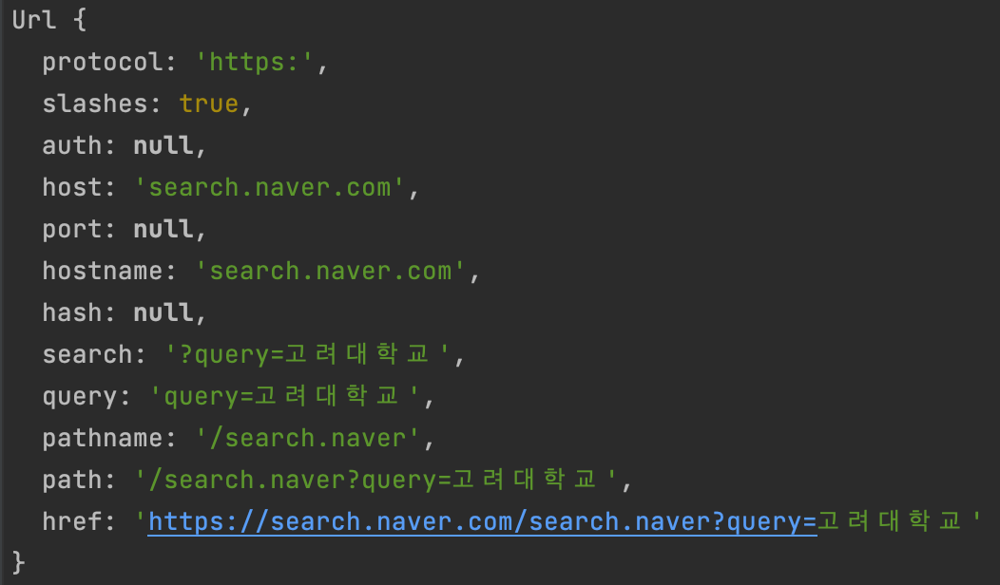 Url {
  protocol: 'https:',
  slashes: true,
  auth: null,
  host: 'search.naver.com',
  port: null,
  hostname: 'search.naver.com',
  hash: null,
  search: '?query=고려대학교',
  query: 'query=고려대학교',
  pathname: '/search.naver',
  path: '/search.naver?query=고려대학교',
  href: 'https://search.naver.com/search.naver?query=고려대학교'
}